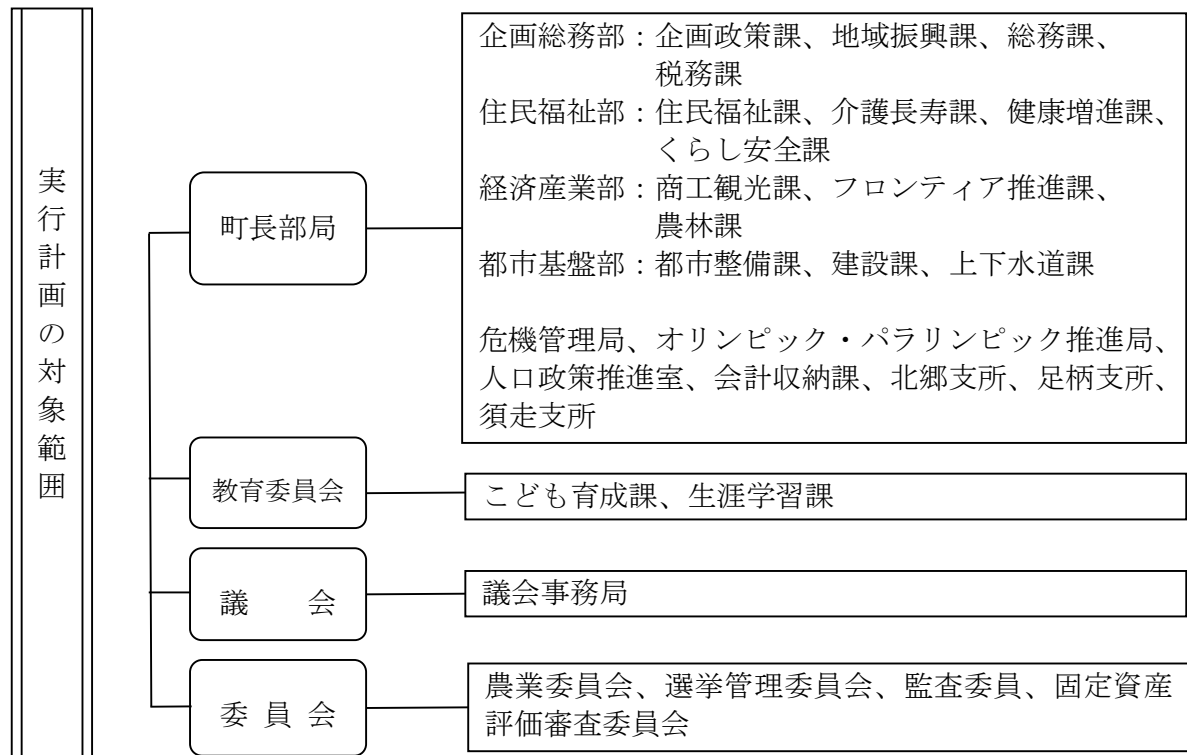 実行計画の対象範囲
町長部局
企画総務部：企画政策課、地域振興課、総務課、
税務課
住民福祉部：住民福祉課、介護長寿課、健康増進課、
くらし安全課
経済産業部：商工観光課、フロンティア推進課、
農林課
都市基盤部：都市整備課、建設課、上下水道課
危機管理局、オリンピック・パラリンピック推進局、
人口政策推進室、会計収納課、北郷支所、足柄支所、
須走支所
教育委員会
こども育成課、生涯学習課
議　　会
議会事務局
委 員 会
農業委員会、選挙管理委員会、監査委員、固定資産
評価審査委員会